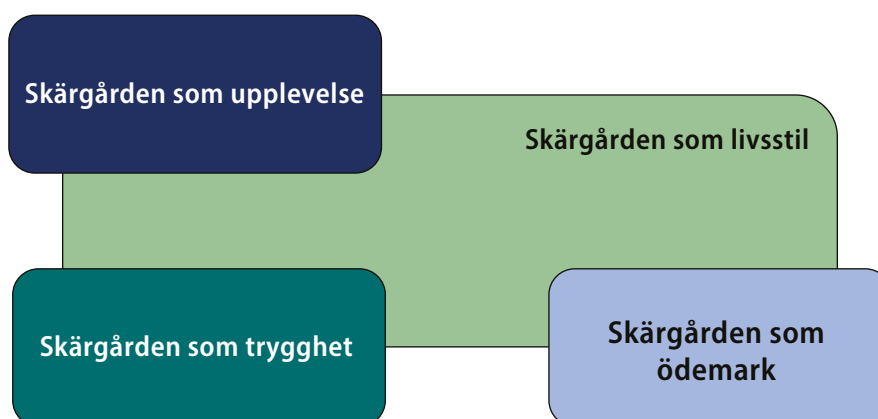 Skärgården som upplevelse
Skärgården som livsstil
Skärgården som trygghet
Skärgården som
ödemark